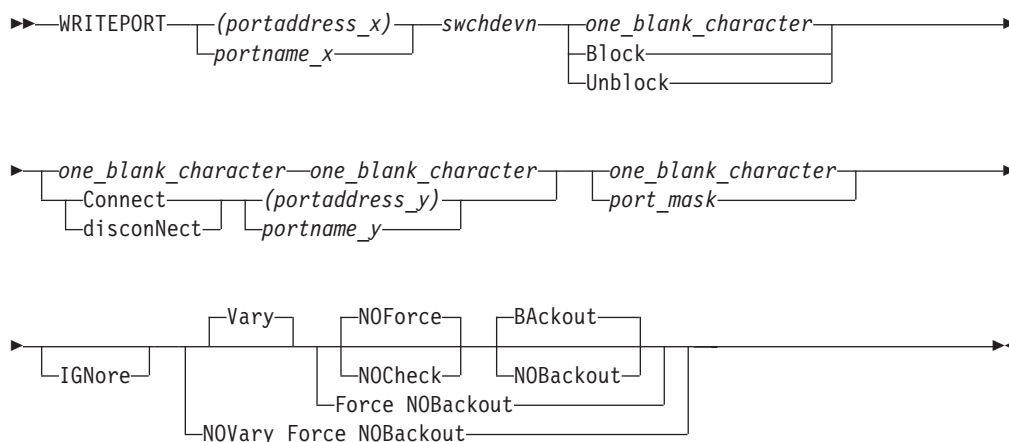 WRITEPORT (portaddress_x) swchdevn one_blank_character
portname_x Block
Unblock
one_blank_character one_blank_character one_blank_character
Connect (portaddress_y) port_mask
disconNect portname_y
Vary NOForce BAckout
IGNore NOCheck NOBackout
Force NOBackout
NOVary Force NOBackout